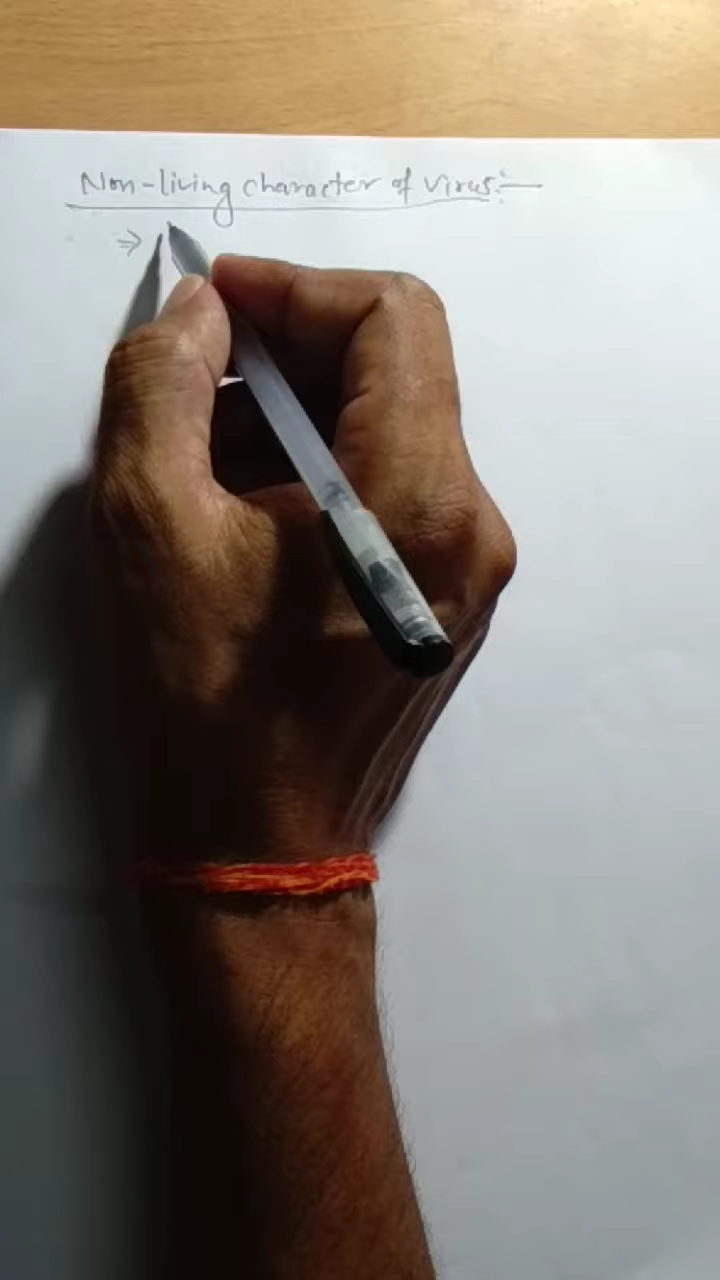 Non-living character of virus:-
⇒